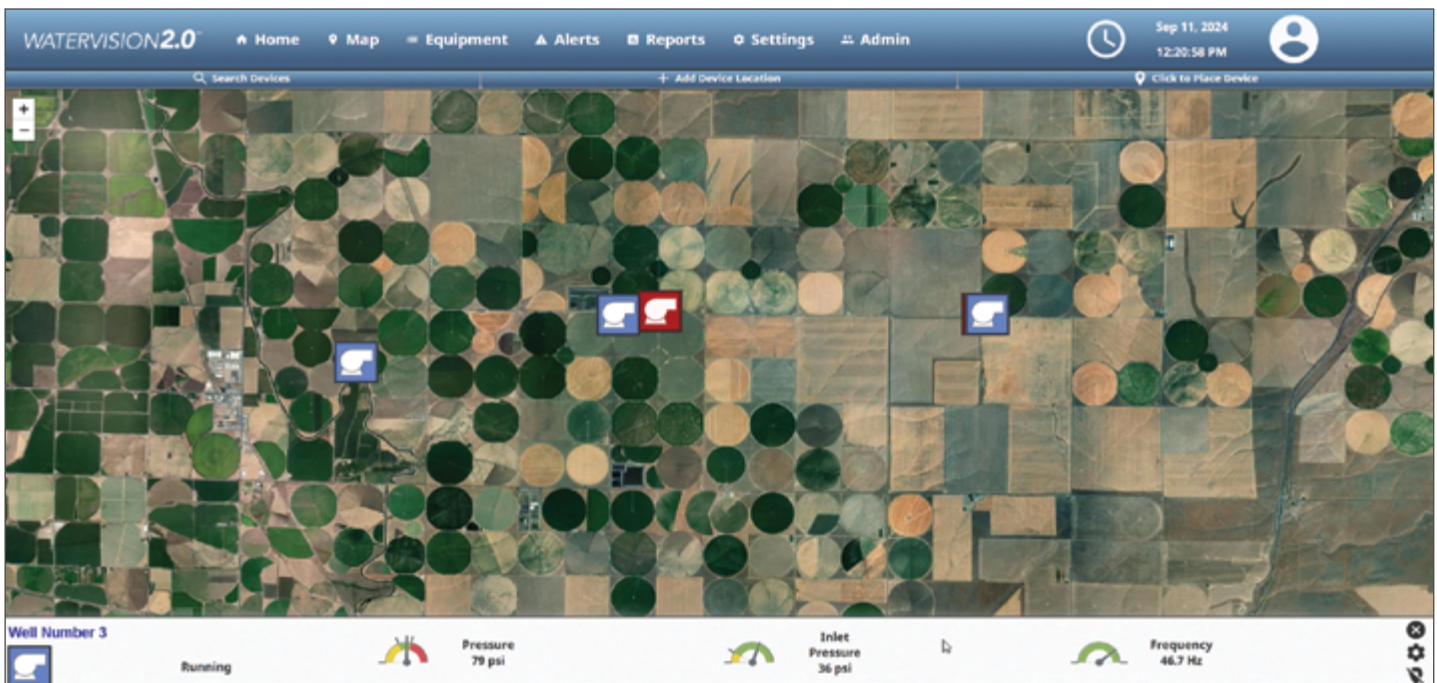 WATERVISION2.0™ Home Map Equipment Alerts Reports Settings Admin
Sep 11, 2024
12:20:58 PM
Search Devices + Add Device Location Click to Place Device
+
−
Well Number 3
Running
Pressure
79 psi
Inlet
Pressure
36 psi
Frequency
46.7 Hz